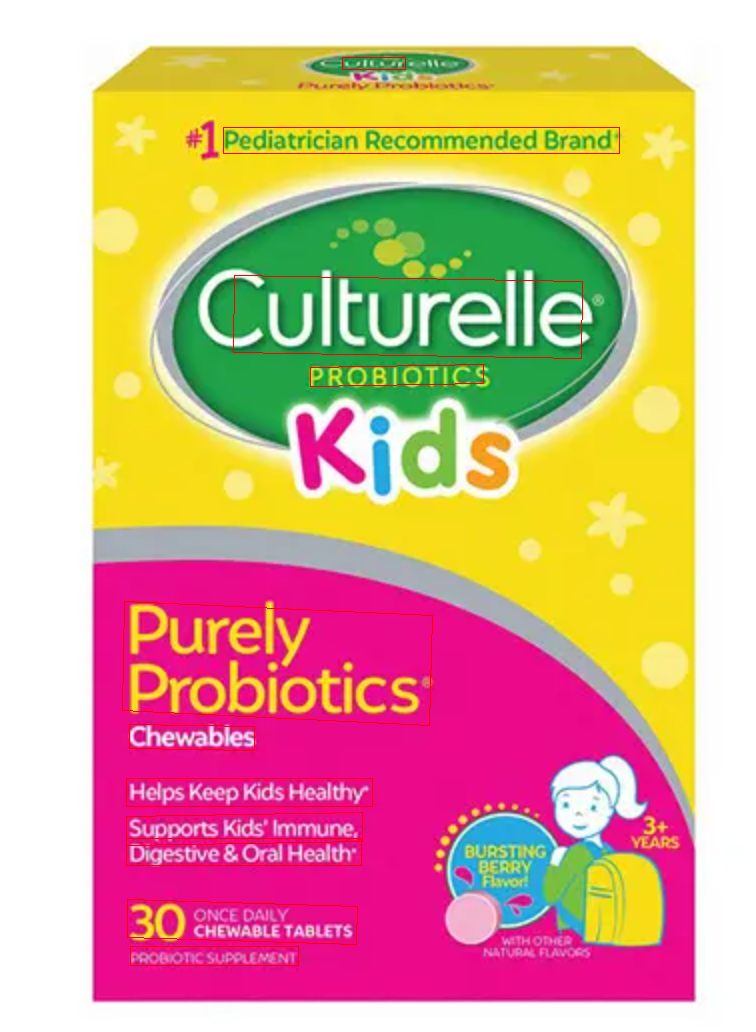 Culturelle
Kids
Purely Probiotics*
#1 Pediatrician Recommended Brand†
Culturelle®
PROBIOTICS
Kids
Purely
Probiotics®
Chewables
Helps Keep Kids Healthy*
Supports Kids' Immune,
Digestive & Oral Health*
3+
YEARS
BURSTING
BERRY
Flavor!
30 ONCE DAILY
CHEWABLE TABLETS
PROBIOTIC SUPPLEMENT
WITH OTHER
NATURAL FLAVORS